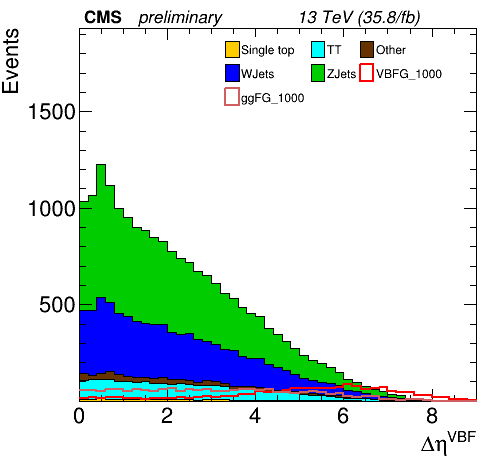 CMS preliminary 13 TeV (35.8/fb)
Events
Single top TT Other
WJets ZJets VBFG_1000
ggFG_1000
1500
1000
500
0 2 4 6 8
Δη^VBF